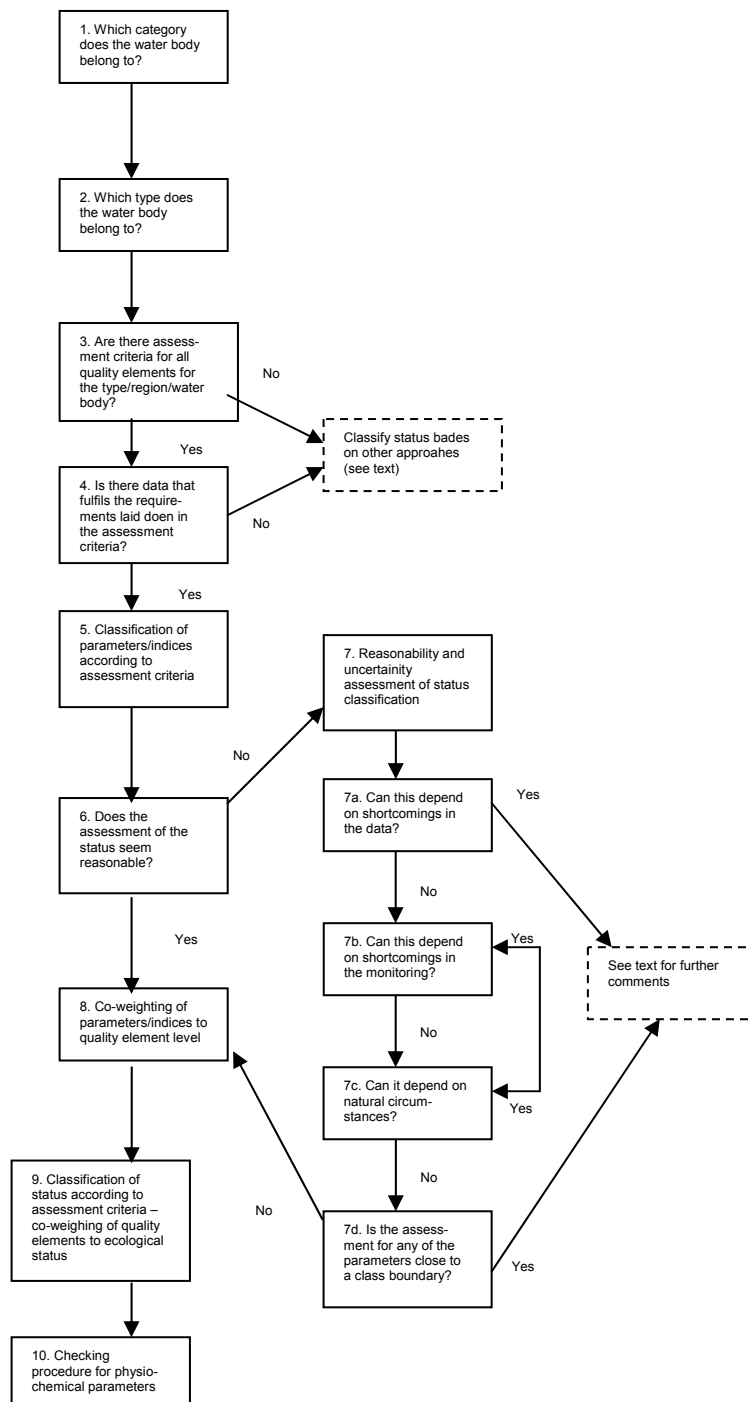 1. Which category
does the water body
belong to?
2. Which type does
the water body
belong to?
3. Are there assess-
ment criteria for all
quality elements for
the type/region/water
body?
No
Classify status bades
on other approahes
(see text)
Yes
4. Is there data that
fulfils the require-
ments laid doen in
the assessment
criteria?
No
Yes
5. Classification of
parameters/indices
according to
assessment criteria
7. Reasonability and
uncertainity
assessment of status
classification
No
6. Does the
assessment of the
status seem
reasonable?
7a. Can this depend
on shortcomings in
the data?
Yes
No
Yes
7b. Can this depend
on shortcomings in
the monitoring?
Yes
See text for further
comments
8. Co-weighting of
parameters/indices to
quality element level
No
7c. Can it depend on
natural circum-
stances?
Yes
No
9. Classification of
status according to
assessment criteria –
co-weighing of quality
elements to ecological
status
No
7d. Is the assess-
ment for any of the
parameters close to
a class boundary?
Yes
10. Checking
procedure for physio-
chemical parameters